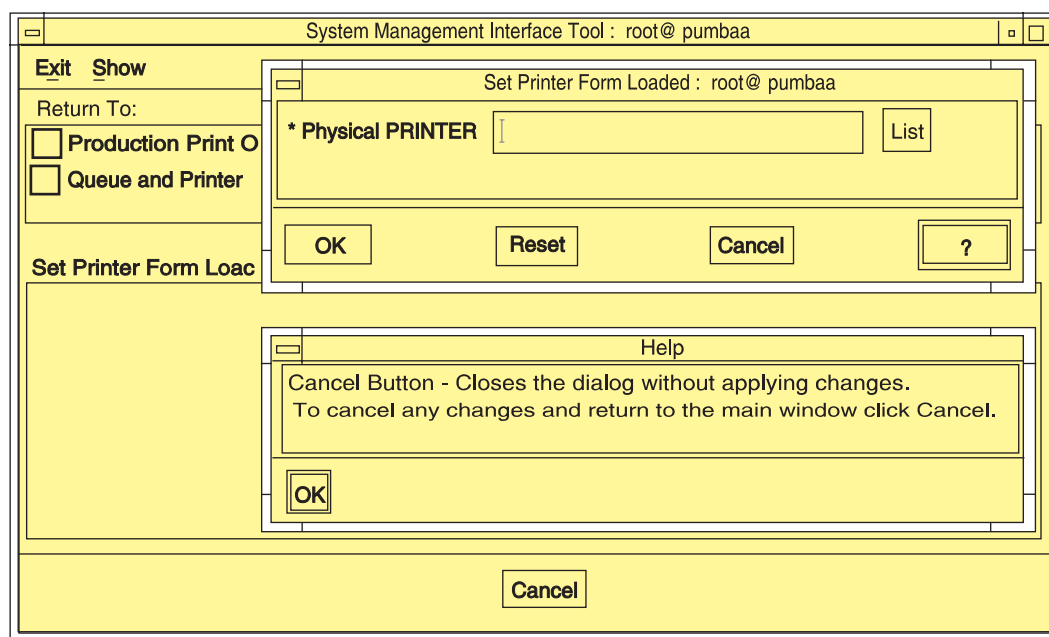 System Management Interface Tool : root@ pumbaa
Exit Show
Return To:
Production Print O
Queue and Printer
Set Printer Form Loac
Set Printer Form Loaded : root@ pumbaa
* Physical PRINTER
List
OK Reset Cancel ?
Help
Cancel Button - Closes the dialog without applying changes.
To cancel any changes and return to the main window click Cancel.
OK
Cancel